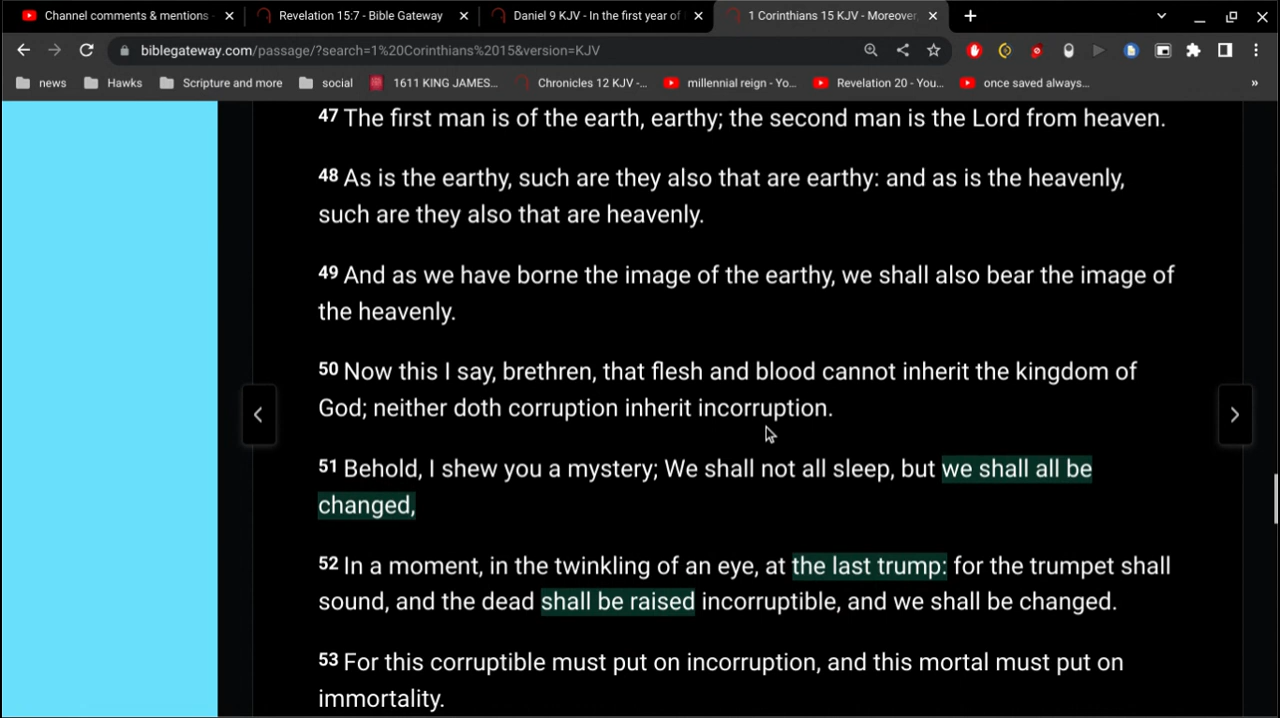 Channel comments & mentions -
Revelation 15:7 - Bible Gateway
Daniel 9 KJV - In the first year of
1 Corinthians 15 KJV - Moreover,
biblegateway.com/passage/?search=1%20Corinthians%2015&version=KJV
news
Hawks
Scripture and more
social
1611 KING JAMES...
Chronicles 12 KJV -...
millennial reign - Yo...
Revelation 20 - You...
once saved always...
»
47 The first man is of the earth, earthy; the second man is the Lord from heaven.
48 As is the earthy, such are they also that are earthy: and as is the heavenly,
such are they also that are heavenly.
49 And as we have borne the image of the earthy, we shall also bear the image of
the heavenly.
50 Now this I say, brethren, that flesh and blood cannot inherit the kingdom of
God; neither doth corruption inherit incorruption.
51 Behold, I shew you a mystery; We shall not all sleep, but we shall all be
changed,
52 In a moment, in the twinkling of an eye, at the last trump: for the trumpet shall
sound, and the dead shall be raised incorruptible, and we shall be changed.
53 For this corruptible must put on incorruption, and this mortal must put on
immortality.